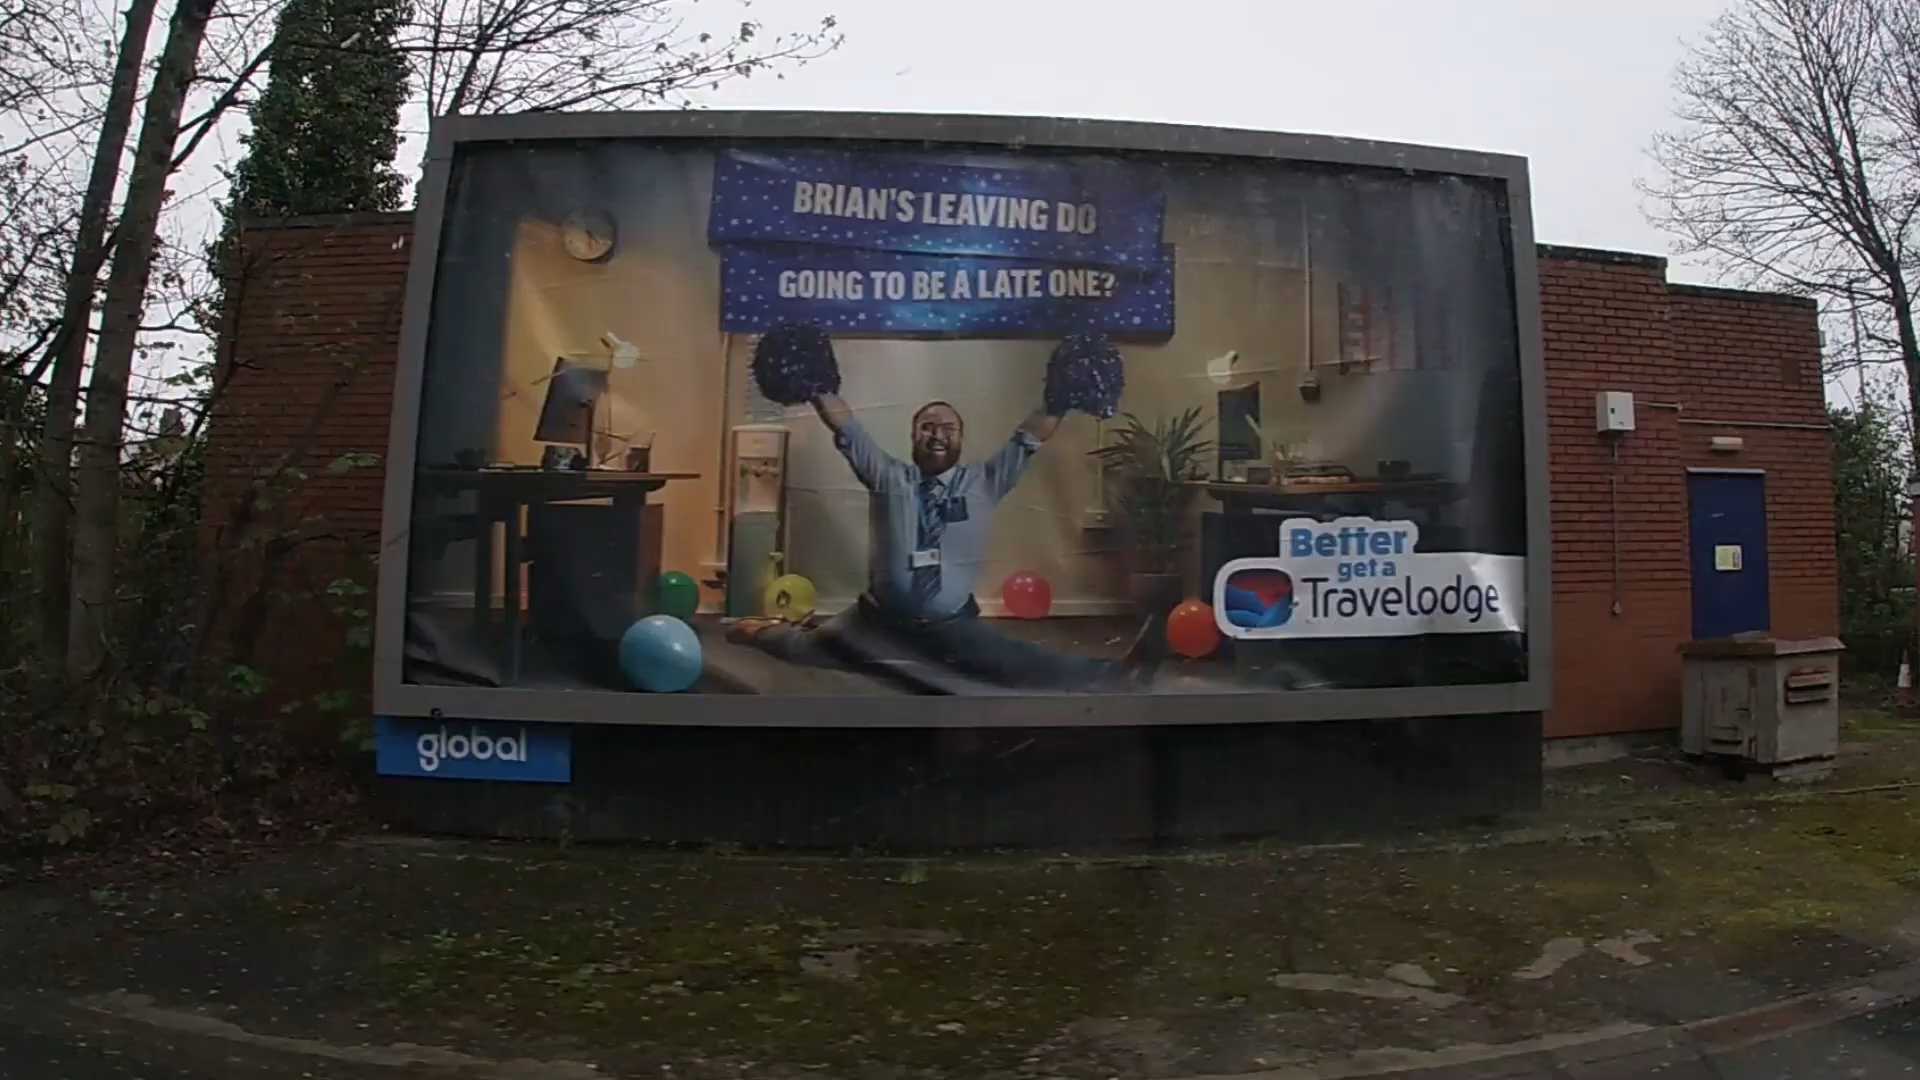 BRIAN'S LEAVING DO
GOING TO BE A LATE ONE?
Better
get a
Travelodge
global